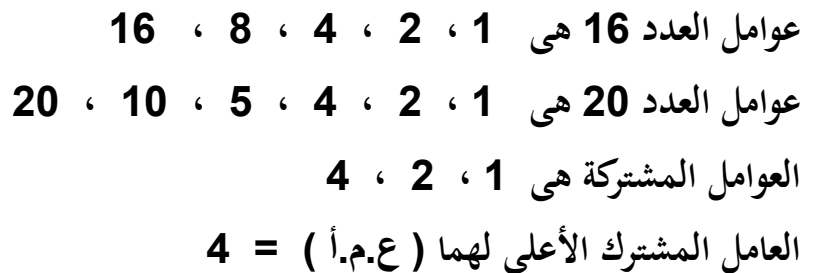 عوامل العدد 16 هى 1 ، 2 ، 4 ، 8 ، 16
عوامل العدد 20 هى 1 ، 2 ، 4 ، 5 ، 10 ، 20
العوامل المشتركة هى 1 ، 2 ، 4
العامل المشترك الأعلى لهما ( ع.م.أ ) = 4